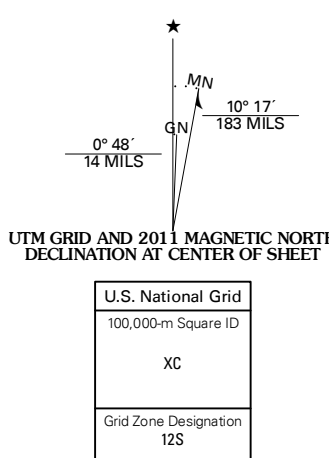 ★
MN
GN
10° 17´
183 MILS
0° 48´
14 MILS
UTM GRID AND 2011 MAGNETIC NORTH
DECLINATION AT CENTER OF SHEET
U.S. National Grid
100,000-m Square ID
XC
Grid Zone Designation
12S